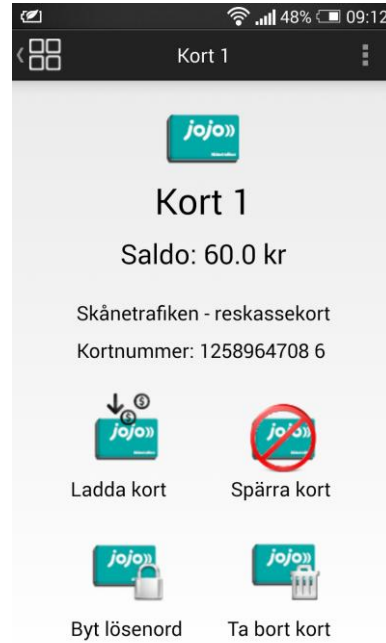 48% 09:12
Kort 1
jojo
Kort 1
Saldo: 60.0 kr
Skånetrafiken - reskassekort
Kortnummer: 1258964708 6
jojo jojo
Ladda kort Spärra kort
jojo jojo
Byt lösenord Ta bort kort